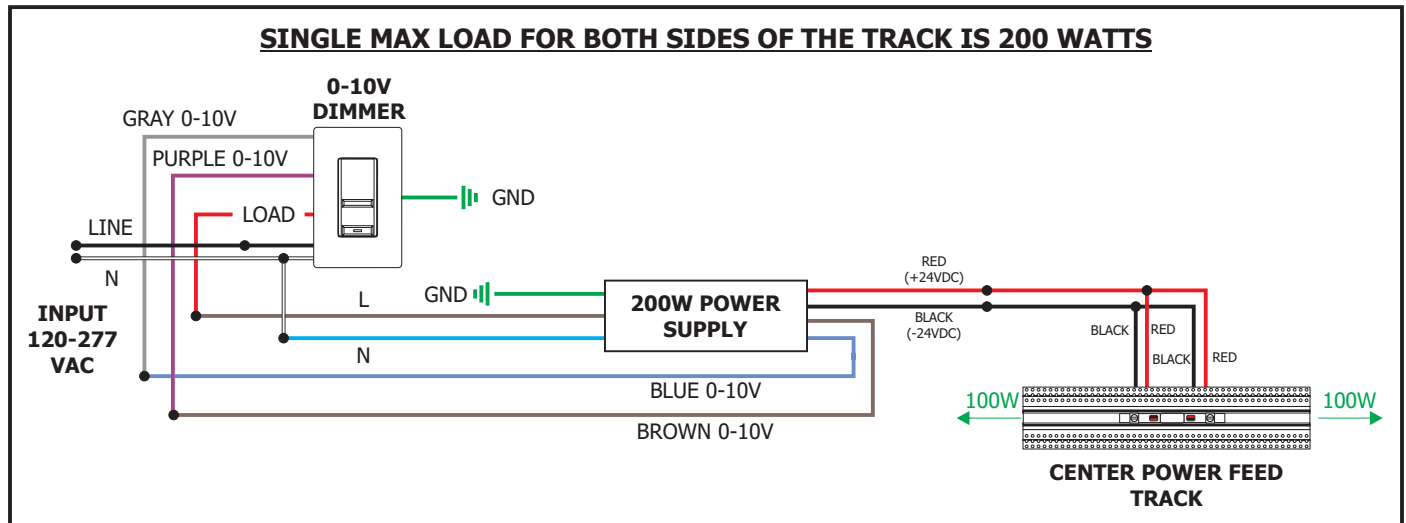 SINGLE MAX LOAD FOR BOTH SIDES OF THE TRACK IS 200 WATTS
0-10V
DIMMER
GRAY 0-10V
PURPLE 0-10V
LOAD
GND
LINE
N
INPUT
120-277
VAC
L
N
GND
200W POWER
SUPPLY
RED
(+24VDC)
BLACK
(-24VDC)
BLACK
RED
BLACK
RED
BLUE 0-10V
BROWN 0-10V
100W
100W
CENTER POWER FEED
TRACK